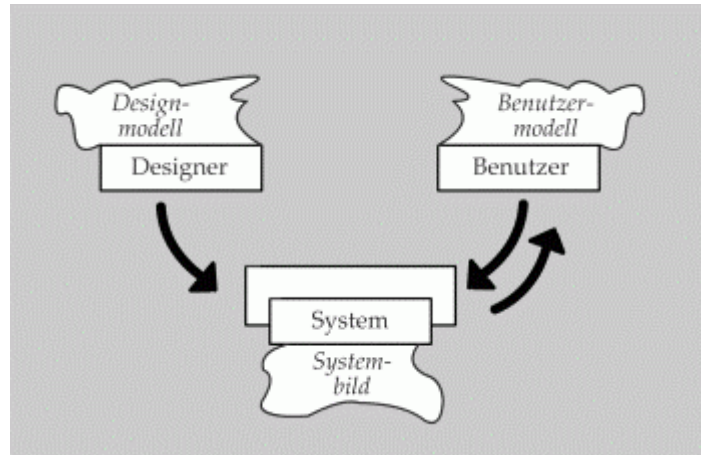 Design-
modell
Designer
Benutzer-
modell
Benutzer
System
System-
bild